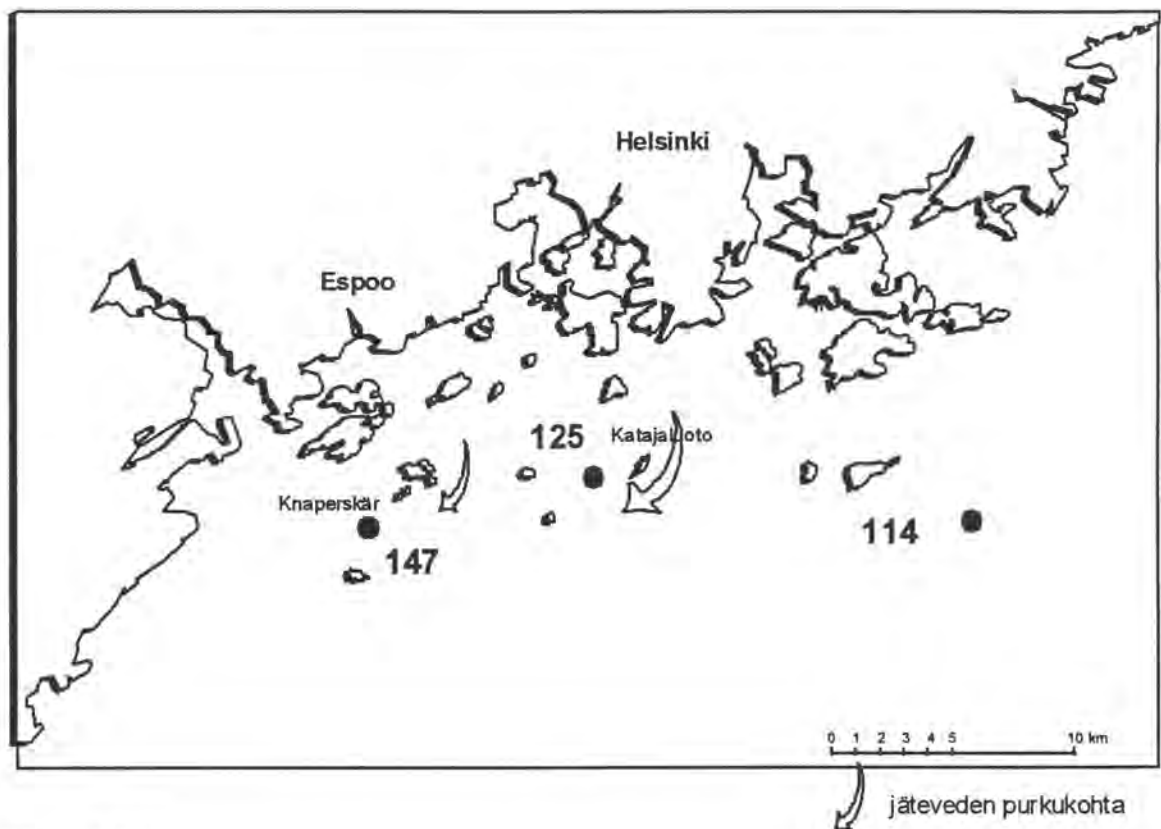 Helsinki
Espoo
125
Katajaluoto
Knaperskär
147
114
0 1 2 3 4 5 10 km
jäteveden purkukohta